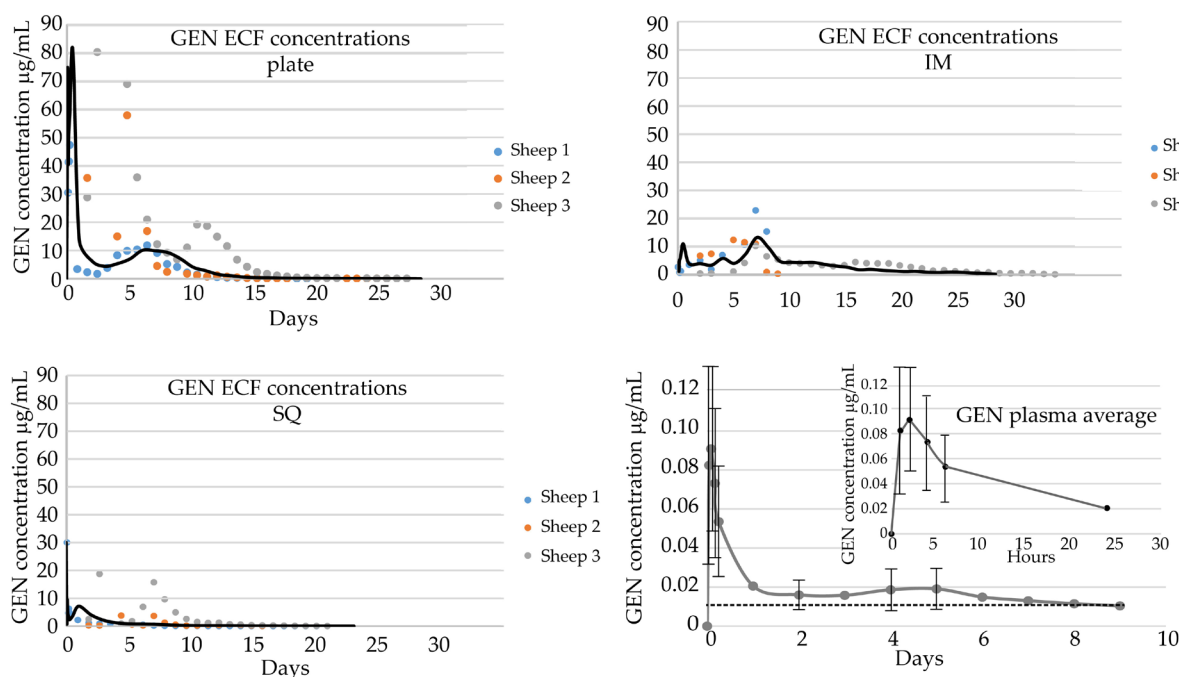 GEN ECF concentrations
plate
GEN concentration µg/mL
90
80
70
60
50
40
30
20
10
0
0 5 10 15 20 25 30
Days
Sheep 1
Sheep 2
Sheep 3
GEN ECF concentrations
IM
GEN concentration µg/mL
90
80
70
60
50
40
30
20
10
0
0 5 10 15 20 25 30
Sh
Sh
Sh
GEN ECF concentrations
SQ
GEN concentration µg/mL
90
80
70
60
50
40
30
20
10
0
0 5 10 15 20 25 30
Days
Sheep 1
Sheep 2
Sheep 3
GEN concentration µg/mL
0.12
0.10
0.08
0.06
0.04
0.02
0
0 2 4 6 8 10
Days
GEN plasma average
GEN concentration µg/mL
0.12
0.10
0.08
0.06
0.04
0.02
0
0 5 10 15 20 25 30
Hours